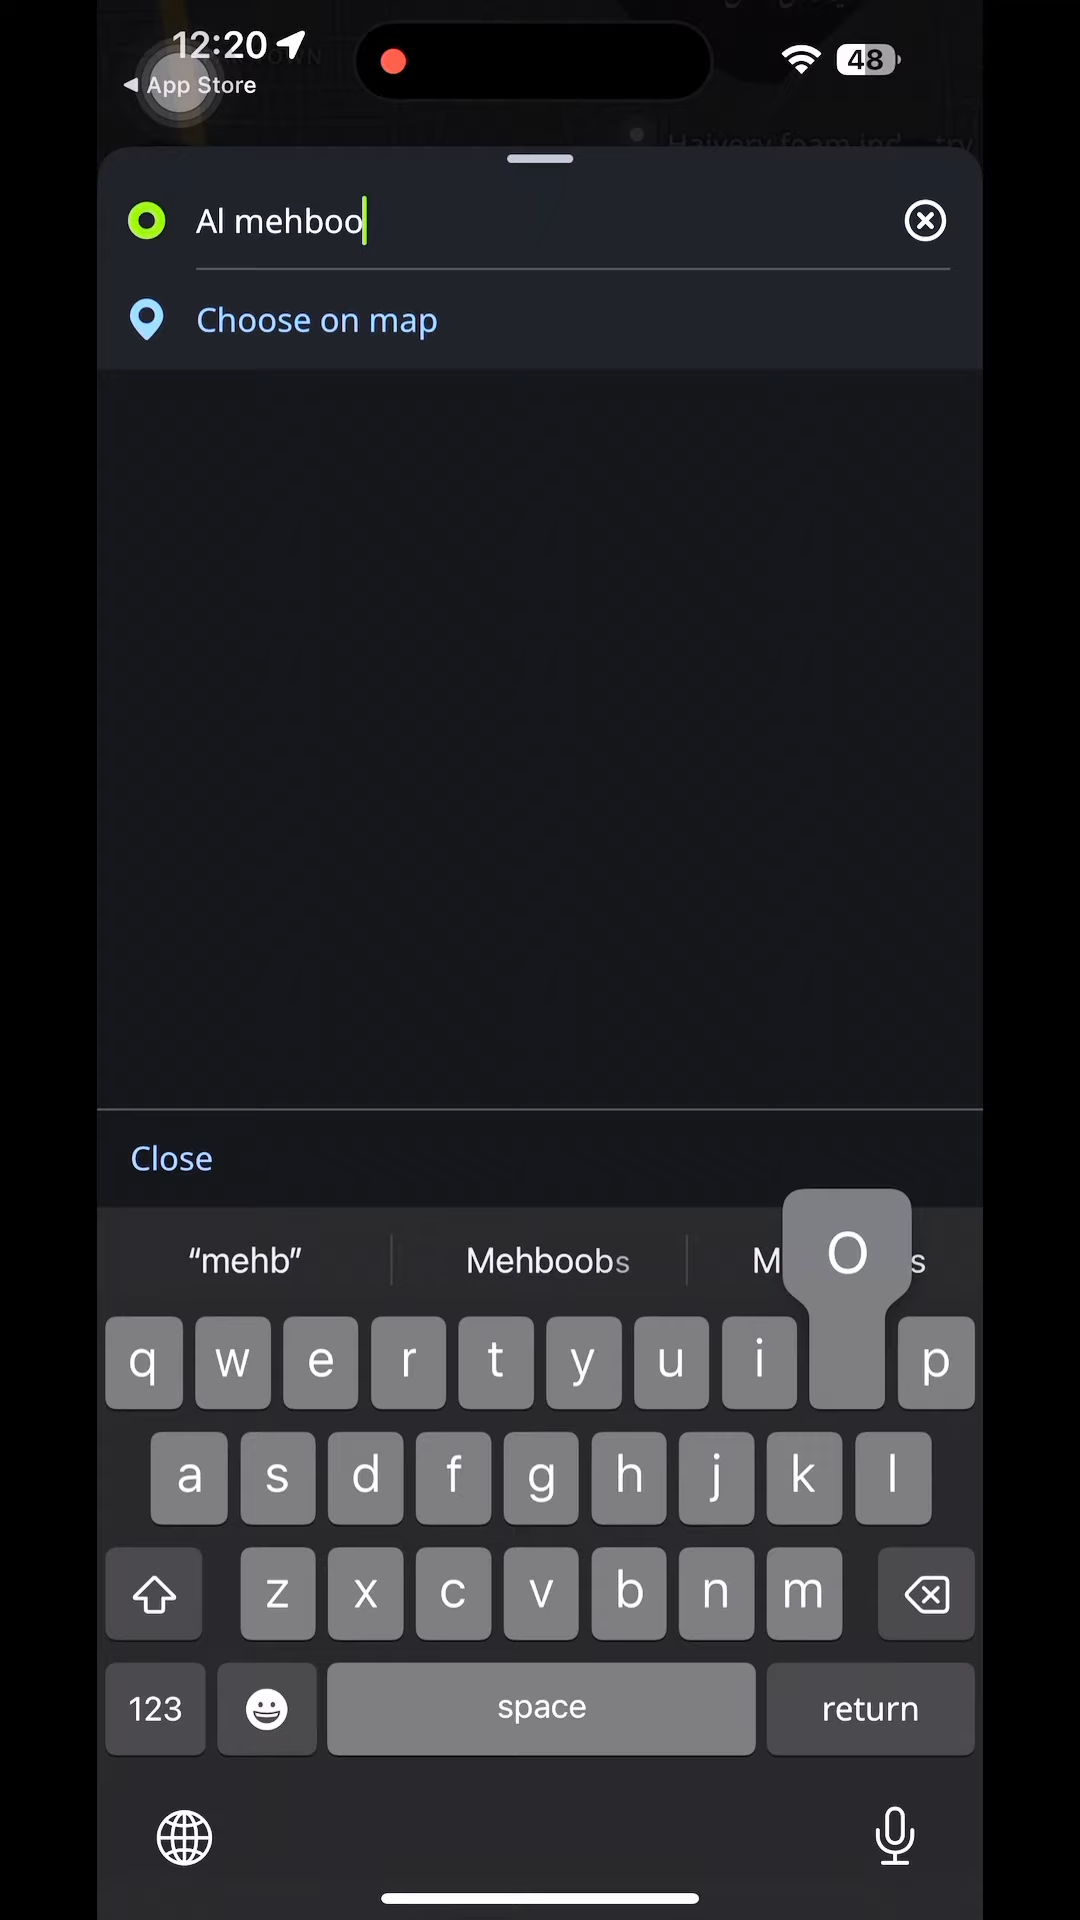 12:20
48
App Store
Al mehboo
Choose on map
Close
“mehb”
Mehboobs
O
q w e r t y u i p
a s d f g h j k l
z x c v b n m
123
space
return